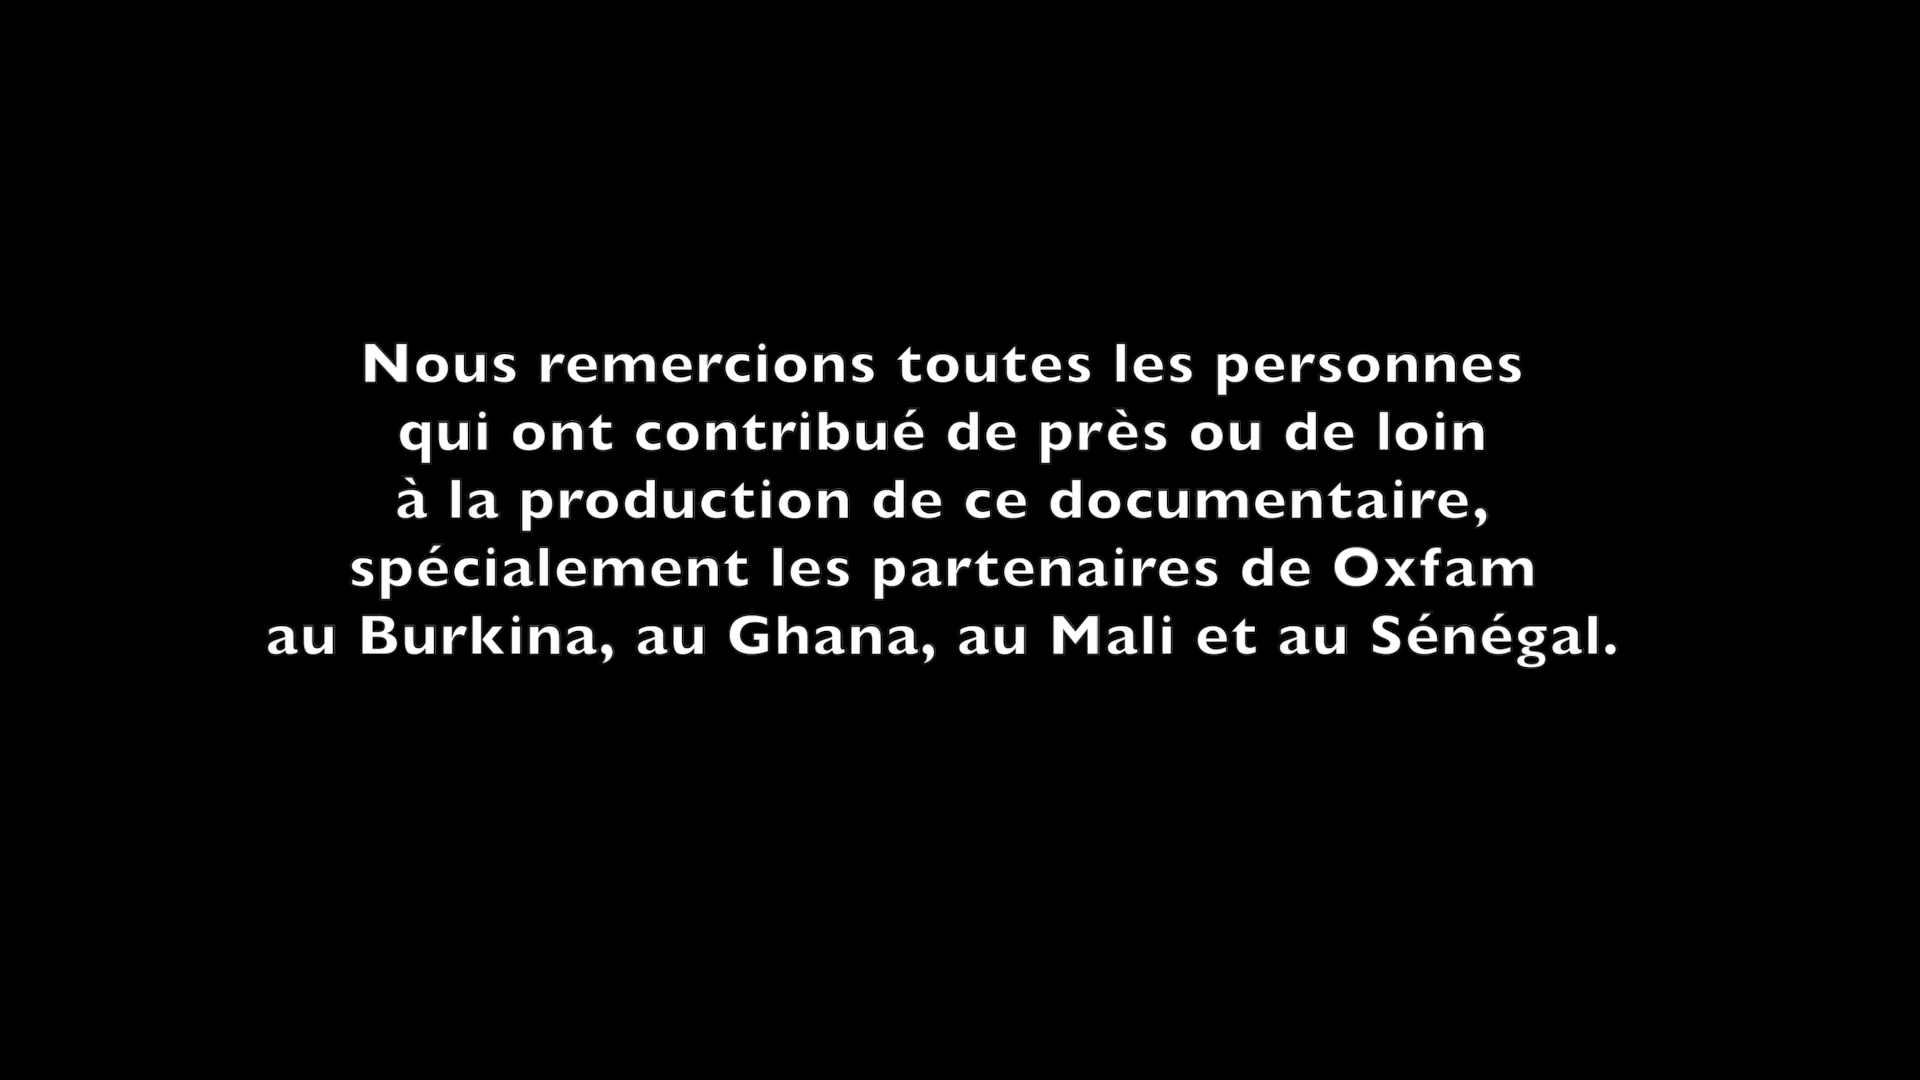 Nous remercions toutes les personnes
qui ont contribué de près ou de loin
à la production de ce documentaire,
spécialement les partenaires de Oxfam
au Burkina, au Ghana, au Mali et au Sénégal.